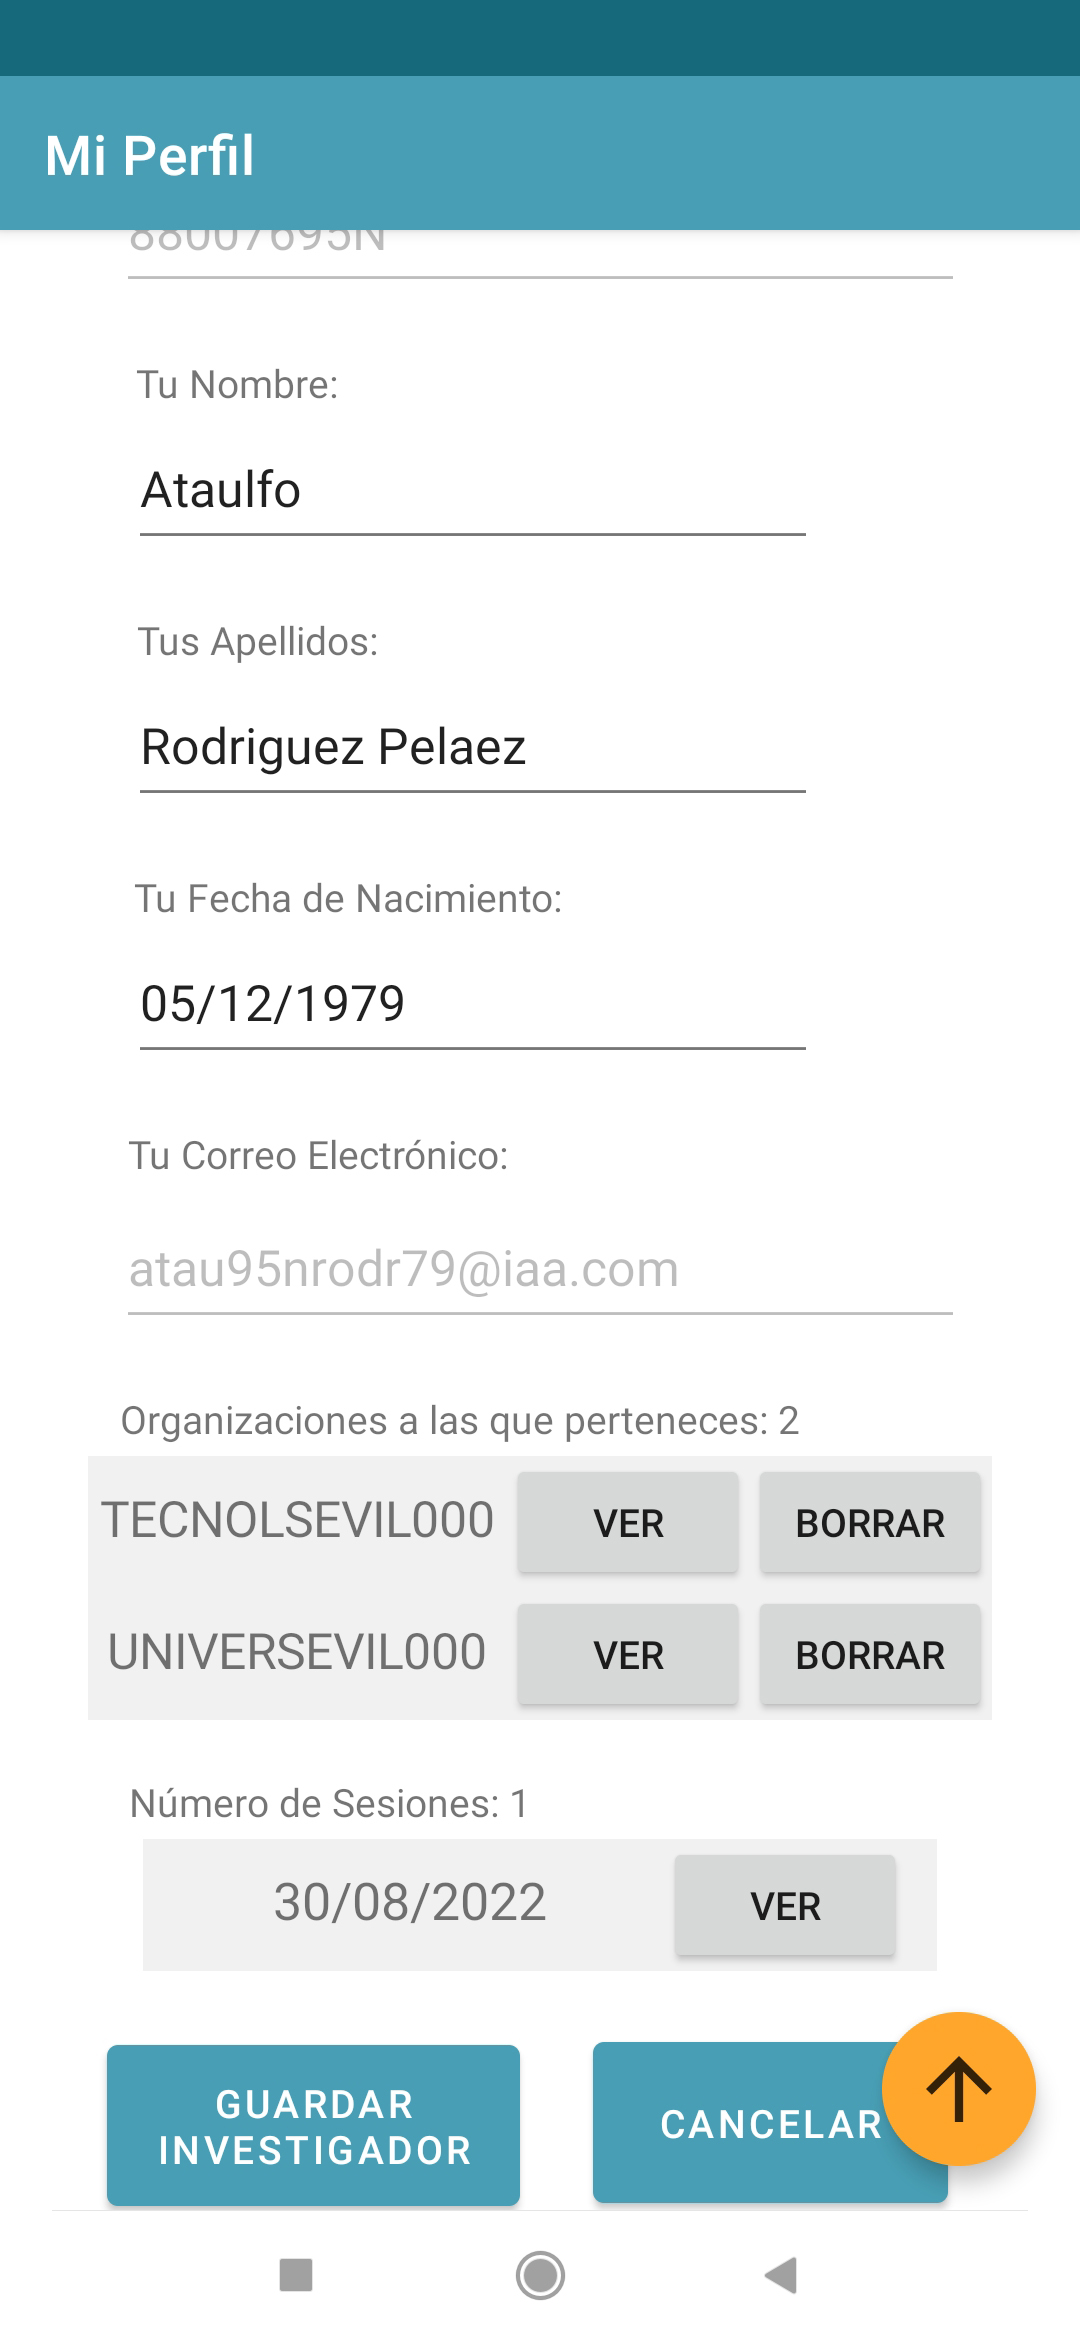 Mi Perfil
88007695N
Tu Nombre:
Ataulfo
Tus Apellidos:
Rodriguez Pelaez
Tu Fecha de Nacimiento:
05/12/1979
Tu Correo Electrónico:
atau95nrodr79@iaa.com
Organizaciones a las que perteneces: 2
TECNOLSEVIL000 VER BORRAR
UNIVERSEVIL000 VER BORRAR
Número de Sesiones: 1
30/08/2022 VER
GUARDAR
INVESTIGADOR
CANCELAR